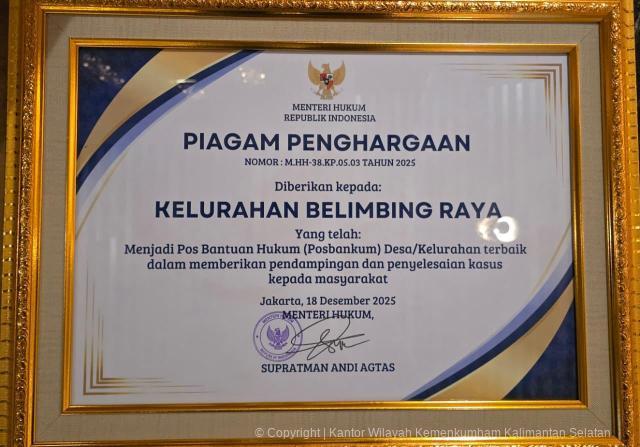 MENTERI HUKUM
REPUBLIK INDONESIA
PIAGAM PENGHARGAAN
NOMOR : M.HH-38.KP.05.03 TAHUN 2025
Diberikan kepada:
KELURAHAN BELIMBING RAYA
Yang telah:
Menjadi Pos Bantuan Hukum (Posbankum) Desa/Kelurahan terbaik
dalam memberikan pendampingan dan penyelesaian kasus
kepada masyarakat
Jakarta, 18 Desember 2025
MENTERI HUKUM,
SUPRATMAN ANDI AGTAS
© Copyright | Kantor Wilayah Kemenkumham Kalimantan Selatan